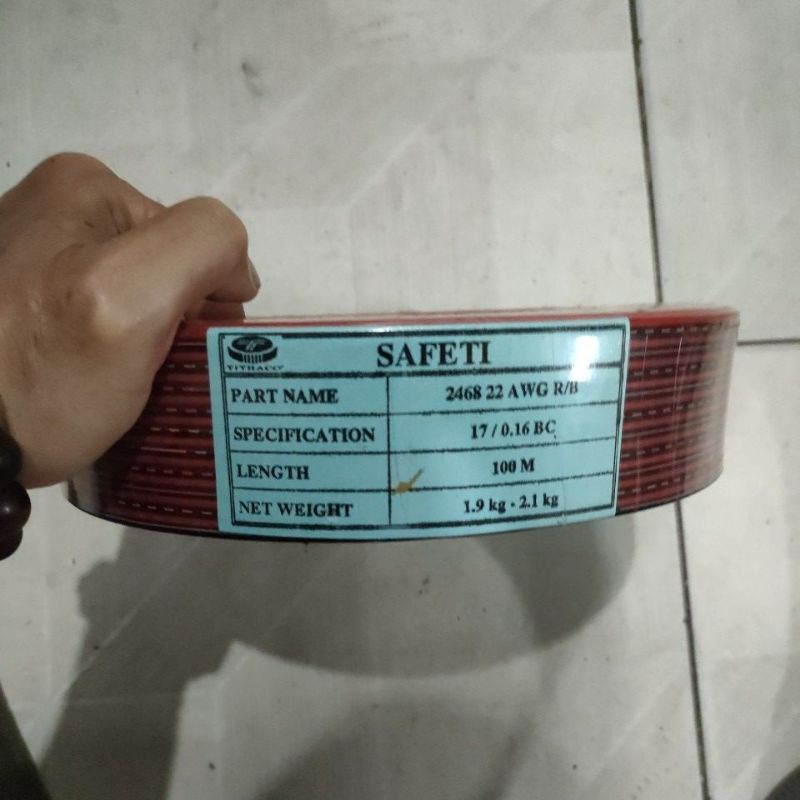 TITRACO
SAFETI
PART NAME 2468 22 AWG R/B
SPECIFICATION 17 / 0.16 BC
LENGTH 100 M
NET WEIGHT 1.9 kg - 2.1 kg